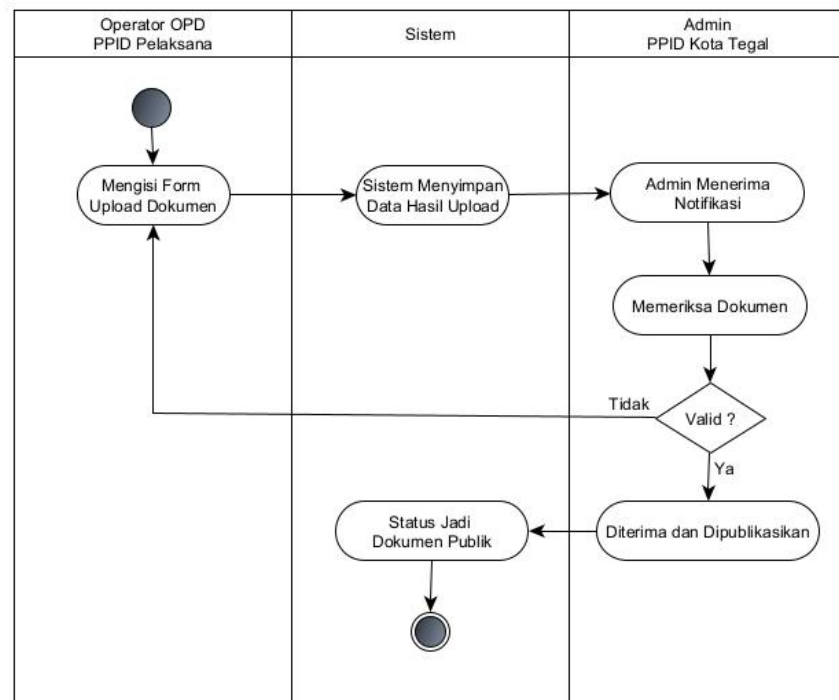 Operator OPD
PPID Pelaksana
Sistem
Admin
PPID Kota Tegal
Mengisi Form
Upload Dokumen
Sistem Menyimpan
Data Hasil Upload
Admin Menerima
Notifikasi
Memeriksa Dokumen
Tidak
Valid ?
Ya
Status Jadi
Dokumen Publik
Diterima dan Dipublikasikan